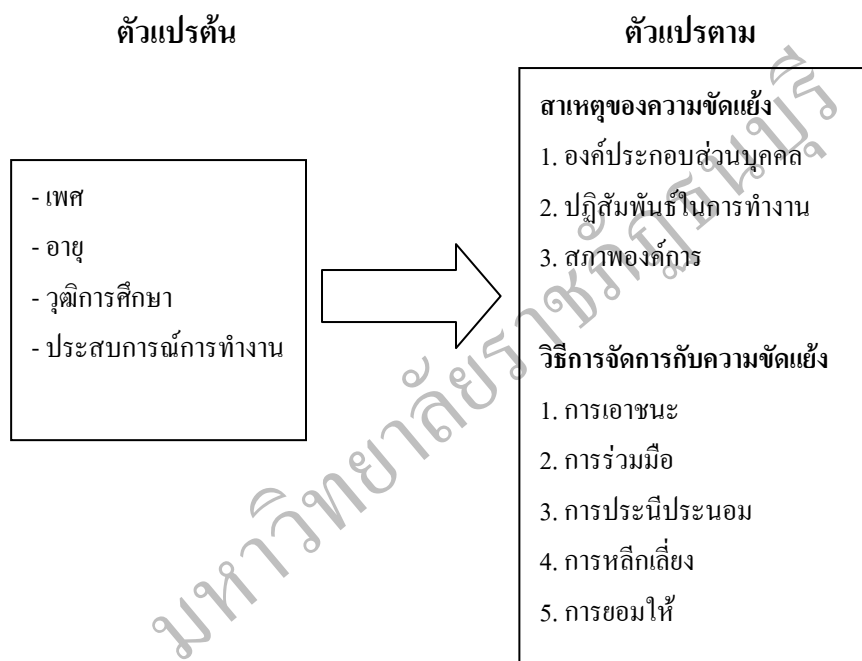 ตัวแปรต้น
ตัวแปรตาม
- เพศ
- อายุ
- วุฒิการศึกษา
- ประสบการณ์การทำงาน
สาเหตุของความขัดแย้ง
1. องค์ประกอบส่วนบุคคล
2. ปฏิสัมพันธ์ในการทำงาน
3. สภาพองค์การ
วิธีการจัดการกับความขัดแย้ง
1. การเอาชนะ
2. การร่วมมือ
3. การประนีประนอม
4. การหลีกเลี่ยง
5. การยอมให้
มหาวิทยาลัยราชภัฏธนบุรี